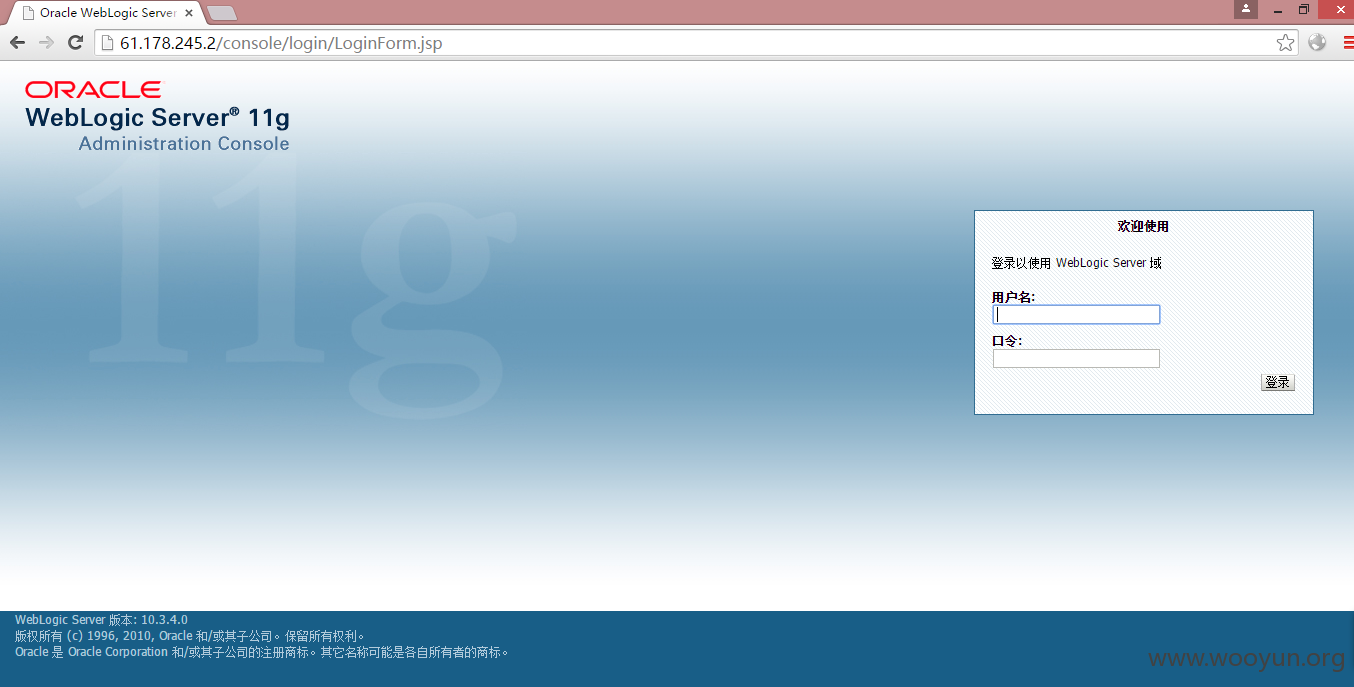 Oracle WebLogic Server
61.178.245.2/console/login/LoginForm.jsp
ORACLE
WebLogic Server® 11g
Administration Console
11g
欢迎使用
登录以使用 WebLogic Server 域
用户名:
口令:
登录
WebLogic Server 版本: 10.3.4.0
版权所有 (c) 1996, 2010, Oracle 和/或其子公司。保留所有权利。
Oracle 是 Oracle Corporation 和/或其子公司的注册商标。其它名称可能是各自所有者的商标。
www.wooyun.org